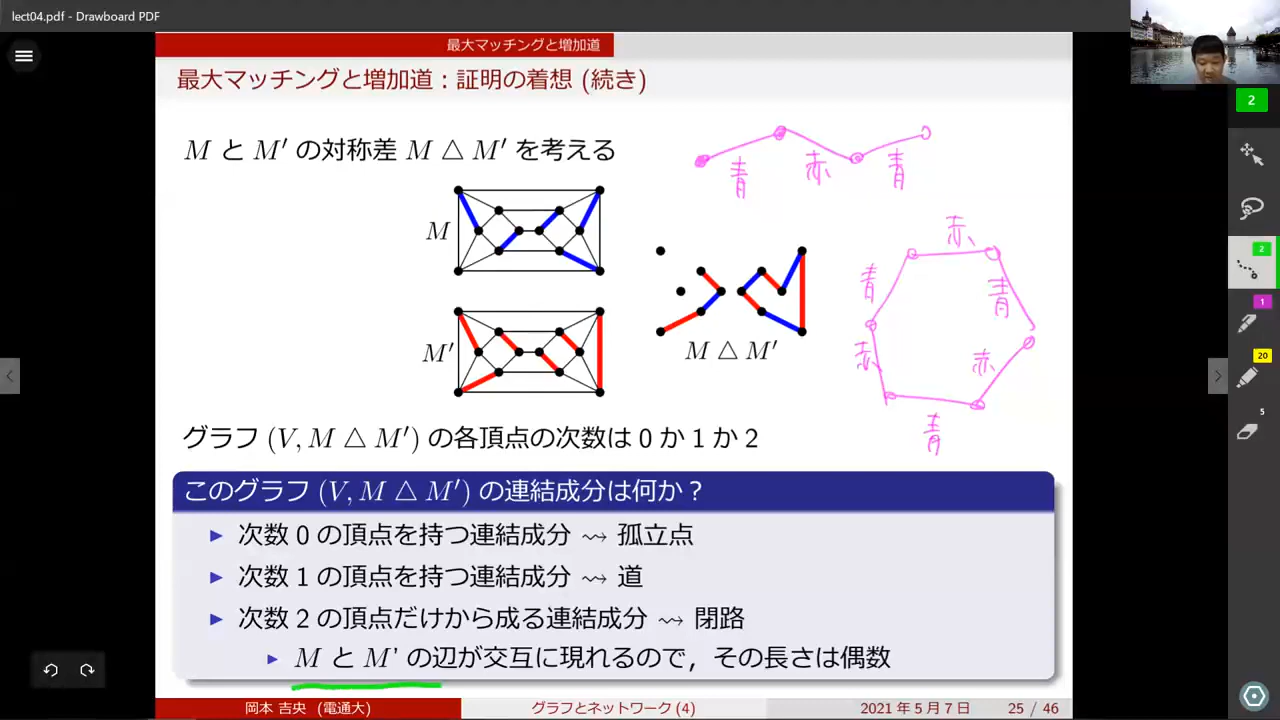 lect04.pdf - Drawboard PDF
最大マッチングと増加道
最大マッチングと増加道：証明の着想 (続き)
M と M′ の対称差 M △ M′ を考える
青
赤
青
M
M′
M △ M′
赤
青
青
赤
赤
青
グラフ (V, M △ M′) の各頂点の次数は 0 か 1 か 2
このグラフ (V, M △ M′) の連結成分は何か？
▶ 次数 0 の頂点を持つ連結成分 ⇝ 孤立点
▶ 次数 1 の頂点を持つ連結成分 ⇝ 道
▶ 次数 2 の頂点だけから成る連結成分 ⇝ 閉路
▶ M と M' の辺が交互に現れるので，その長さは偶数
岡本 吉央 (電通大)
グラフとネットワーク (4)
2021 年 5 月 7 日
25 / 46
2
2
1
20
5